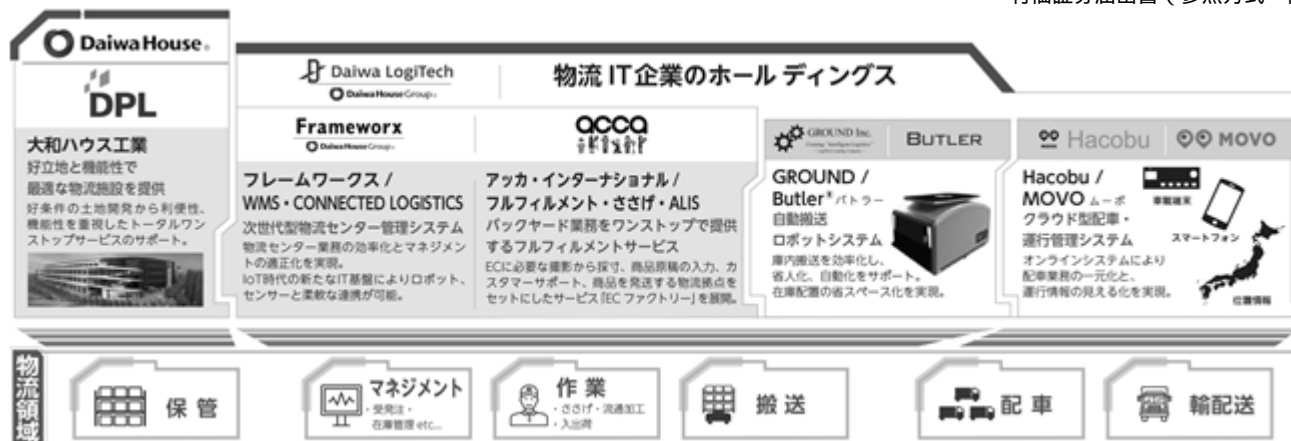 Daiwa House®
DPL
大和ハウス工業
好立地と機能性で
最適な物流施設を提供
好条件の土地開発から利便性、
機能性を重視したトータルワン
ストップサービスのサポート。
Daiwa LogiTech
Daiwa House Group®
物流 IT 企業のホールディングス
Frameworx
Daiwa House Group®
フレームワークス /
WMS・CONNECTED LOGISTICS
次世代型物流センター管理システム
物流センター業務の効率化とマネジメン
トの適正化を実現。
IoT時代の新たなIT基盤によりロボット、
センサーと柔軟な連携が可能。
acca
アッカ・インターナショナル /
フルフィルメント・ささげ・ALIS
バックヤード業務をワンストップで提供
するフルフィルメントサービス
ECに必要な撮影から採寸、商品原稿の入力、カ
スタマーサポート、商品を発送する物流拠点を
セットにしたサービス「EC ファクトリー」を展開。
GROUND Inc.
BUTLER
GROUND /
Butler® バトラー
自動搬送
ロボットシステム
庫内搬送を効率化し、
省人化、自動化をサポート。
在庫配置の省スペース化を実現。
Hacobu
MOVO
Hacobu /
MOVO ムーボ
クラウド型配車・
運行管理システム
オンラインシステムにより
配車業務の一元化と、
運行情報の見える化を実現。
車載端末
スマートフォン
位置情報
物流領域
保管
マネジメント
・受発注・
在庫管理 etc...
作業
・ささげ・流通加工
・入出荷
搬送
配車
輸配送